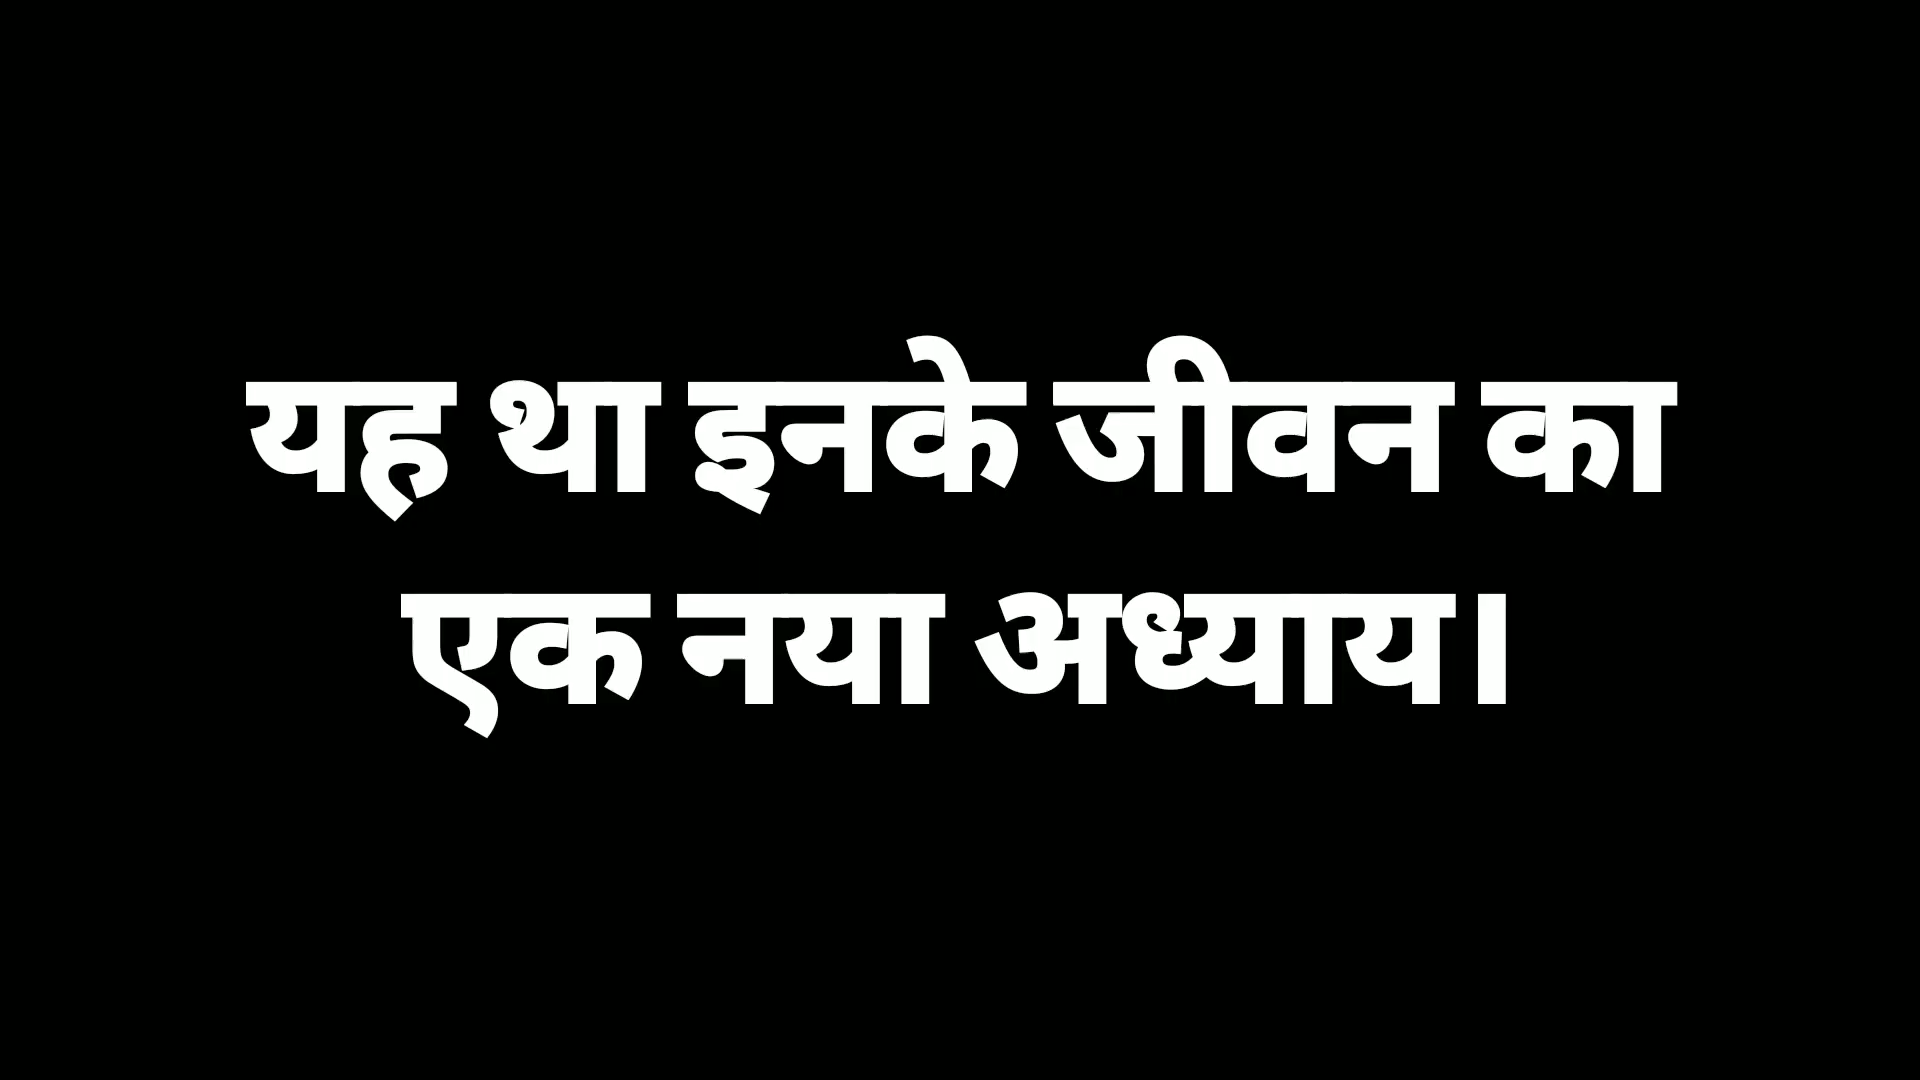 यह था इनके जीवन का
एक नया अध्याय।